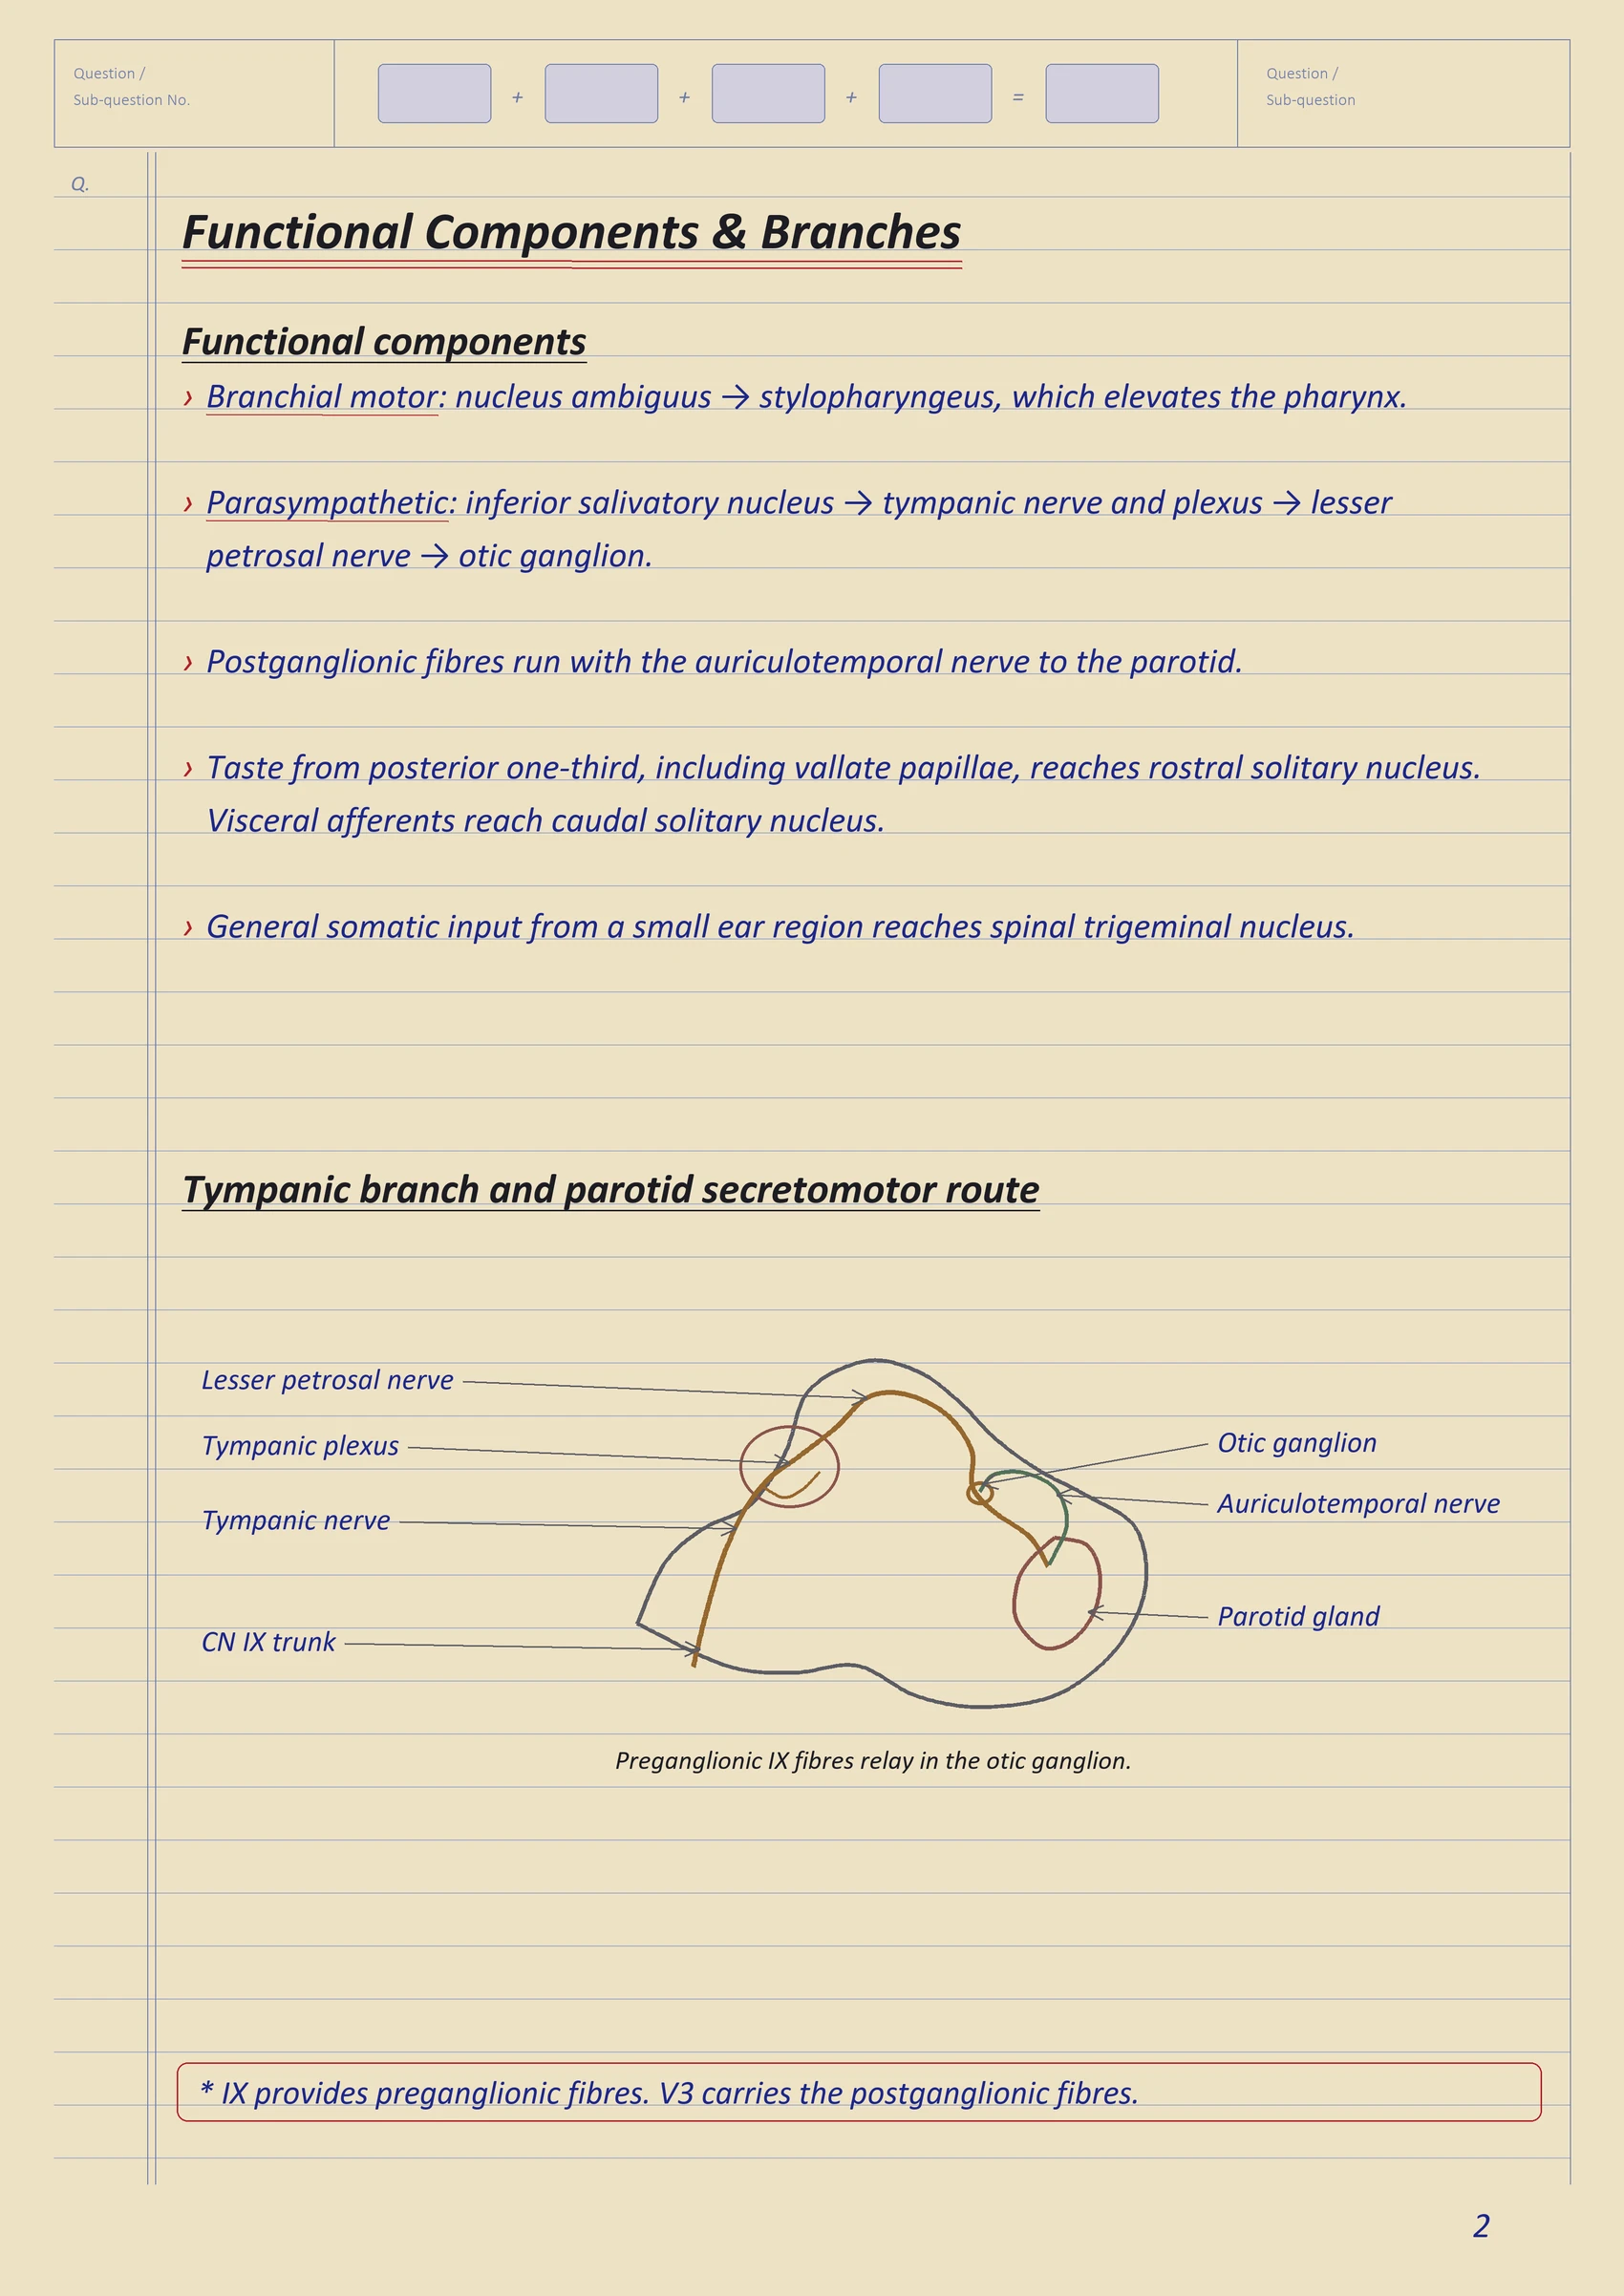 Question /
Sub-question No.
+ + + =
Question /
Sub-question
Q.
Functional Components & Branches
Functional components
› Branchial motor: nucleus ambiguus → stylopharyngeus, which elevates the pharynx.
› Parasympathetic: inferior salivatory nucleus → tympanic nerve and plexus → lesser
petrosal nerve → otic ganglion.
› Postganglionic fibres run with the auriculotemporal nerve to the parotid.
› Taste from posterior one-third, including vallate papillae, reaches rostral solitary nucleus.
Visceral afferents reach caudal solitary nucleus.
› General somatic input from a small ear region reaches spinal trigeminal nucleus.
Tympanic branch and parotid secretomotor route
Lesser petrosal nerve
Tympanic plexus
Tympanic nerve
CN IX trunk
Otic ganglion
Auriculotemporal nerve
Parotid gland
Preganglionic IX fibres relay in the otic ganglion.
* IX provides preganglionic fibres. V3 carries the postganglionic fibres.
2